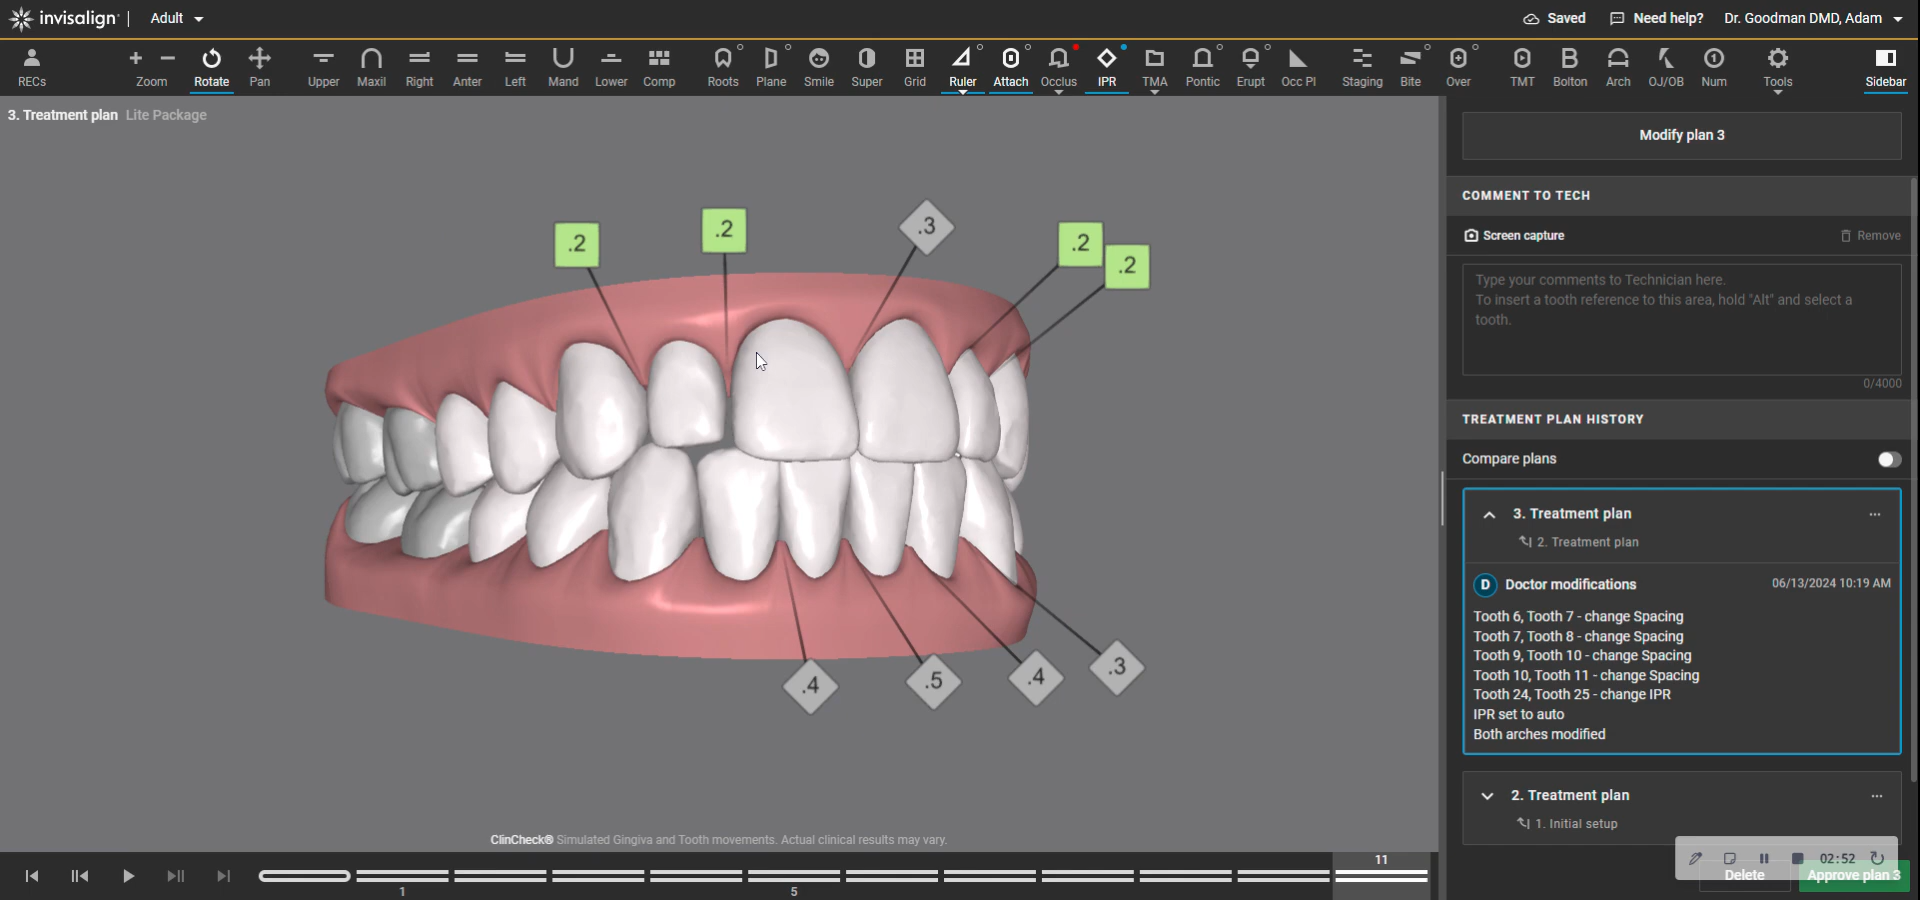 invisalign | Adult
Saved Need help? Dr. Goodman DMD, Adam
RECs Zoom Rotate Pan Upper Maxil Right Anter Left Mand Lower Comp Roots Plane Smile Super Grid Ruler Attach Occlus IPR TMA Pontic Erupt Occ Pl Staging Bite Over TMT Bolton Arch OJ/OB Num Tools Sidebar
3. Treatment plan Lite Package
.2
.2
.3
.2
.2
.4
.5
.4
.3
ClinCheck® Simulated Gingiva and Tooth movements. Actual clinical results may vary.
11
1
5
Modify plan 3
COMMENT TO TECH
Screen capture Remove
Type your comments to Technician here.
To insert a tooth reference to this area, hold "Alt" and select a
tooth.
0/4000
TREATMENT PLAN HISTORY
Compare plans
3. Treatment plan
2. Treatment plan
D Doctor modifications 06/13/2024 10:19 AM
Tooth 6, Tooth 7 - change Spacing
Tooth 7, Tooth 8 - change Spacing
Tooth 9, Tooth 10 - change Spacing
Tooth 10, Tooth 11 - change Spacing
Tooth 24, Tooth 25 - change IPR
IPR set to auto
Both arches modified
2. Treatment plan
1. Initial setup
02:52
Delete Approve plan 3